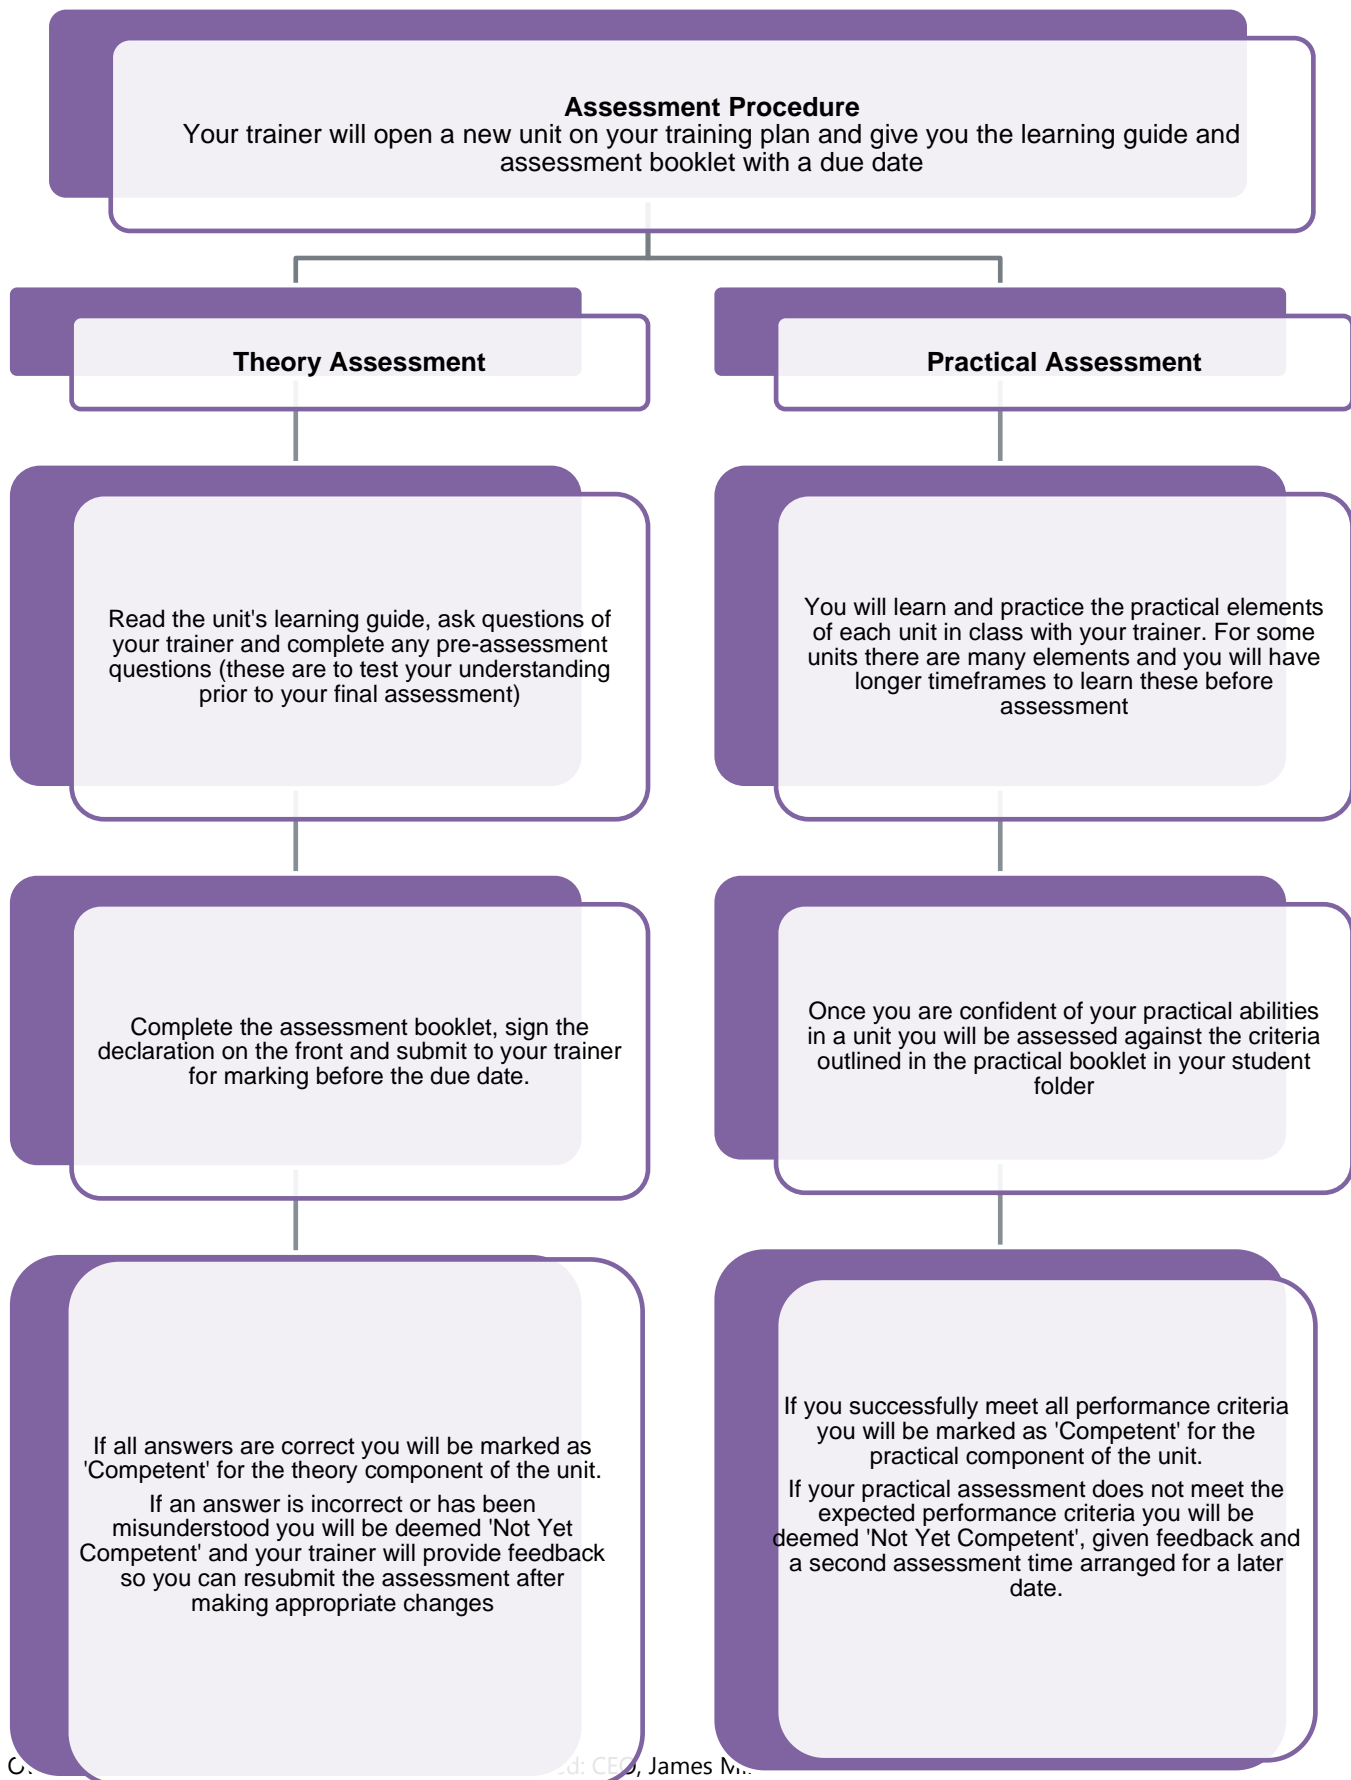 Assessment Procedure
Your trainer will open a new unit on your training plan and give you the learning guide and
assessment booklet with a due date
Theory Assessment
Read the unit's learning guide, ask questions of
your trainer and complete any pre-assessment
questions (these are to test your understanding
prior to your final assessment)
Complete the assessment booklet, sign the
declaration on the front and submit to your trainer
for marking before the due date.
If all answers are correct you will be marked as
'Competent' for the theory component of the unit.
If an answer is incorrect or has been
misunderstood you will be deemed 'Not Yet
Competent' and your trainer will provide feedback
so you can resubmit the assessment after
making appropriate changes
Practical Assessment
You will learn and practice the practical elements
of each unit in class with your trainer. For some
units there are many elements and you will have
longer timeframes to learn these before
assessment
Once you are confident of your practical abilities
in a unit you will be assessed against the criteria
outlined in the practical booklet in your student
folder
If you successfully meet all performance criteria
you will be marked as 'Competent' for the
practical component of the unit.
If your practical assessment does not meet the
expected performance criteria you will be
deemed 'Not Yet Competent', given feedback and
a second assessment time arranged for a later
date.
CEO, James